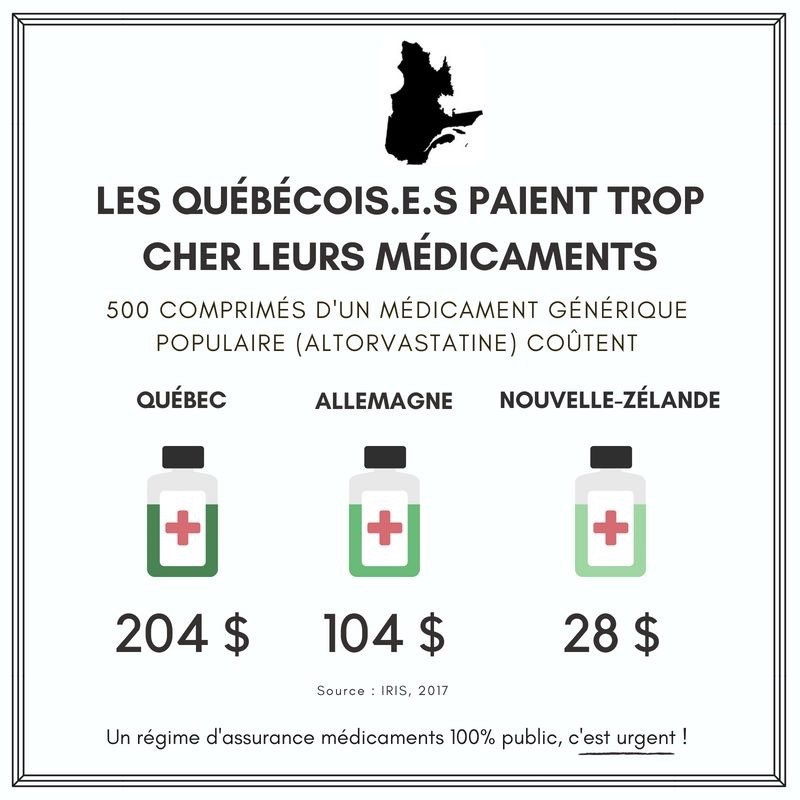 LES QUÉBÉCOIS.E.S PAIENT TROP
CHER LEURS MÉDICAMENTS
500 COMPRIMÉS D'UN MÉDICAMENT GÉNÉRIQUE
POPULAIRE (ALTORVASTATINE) COÛTENT
QUÉBEC ALLEMAGNE NOUVELLE-ZÉLANDE
204 $ 104 $ 28 $
Source : IRIS, 2017
Un régime d'assurance médicaments 100% public, c'est urgent !